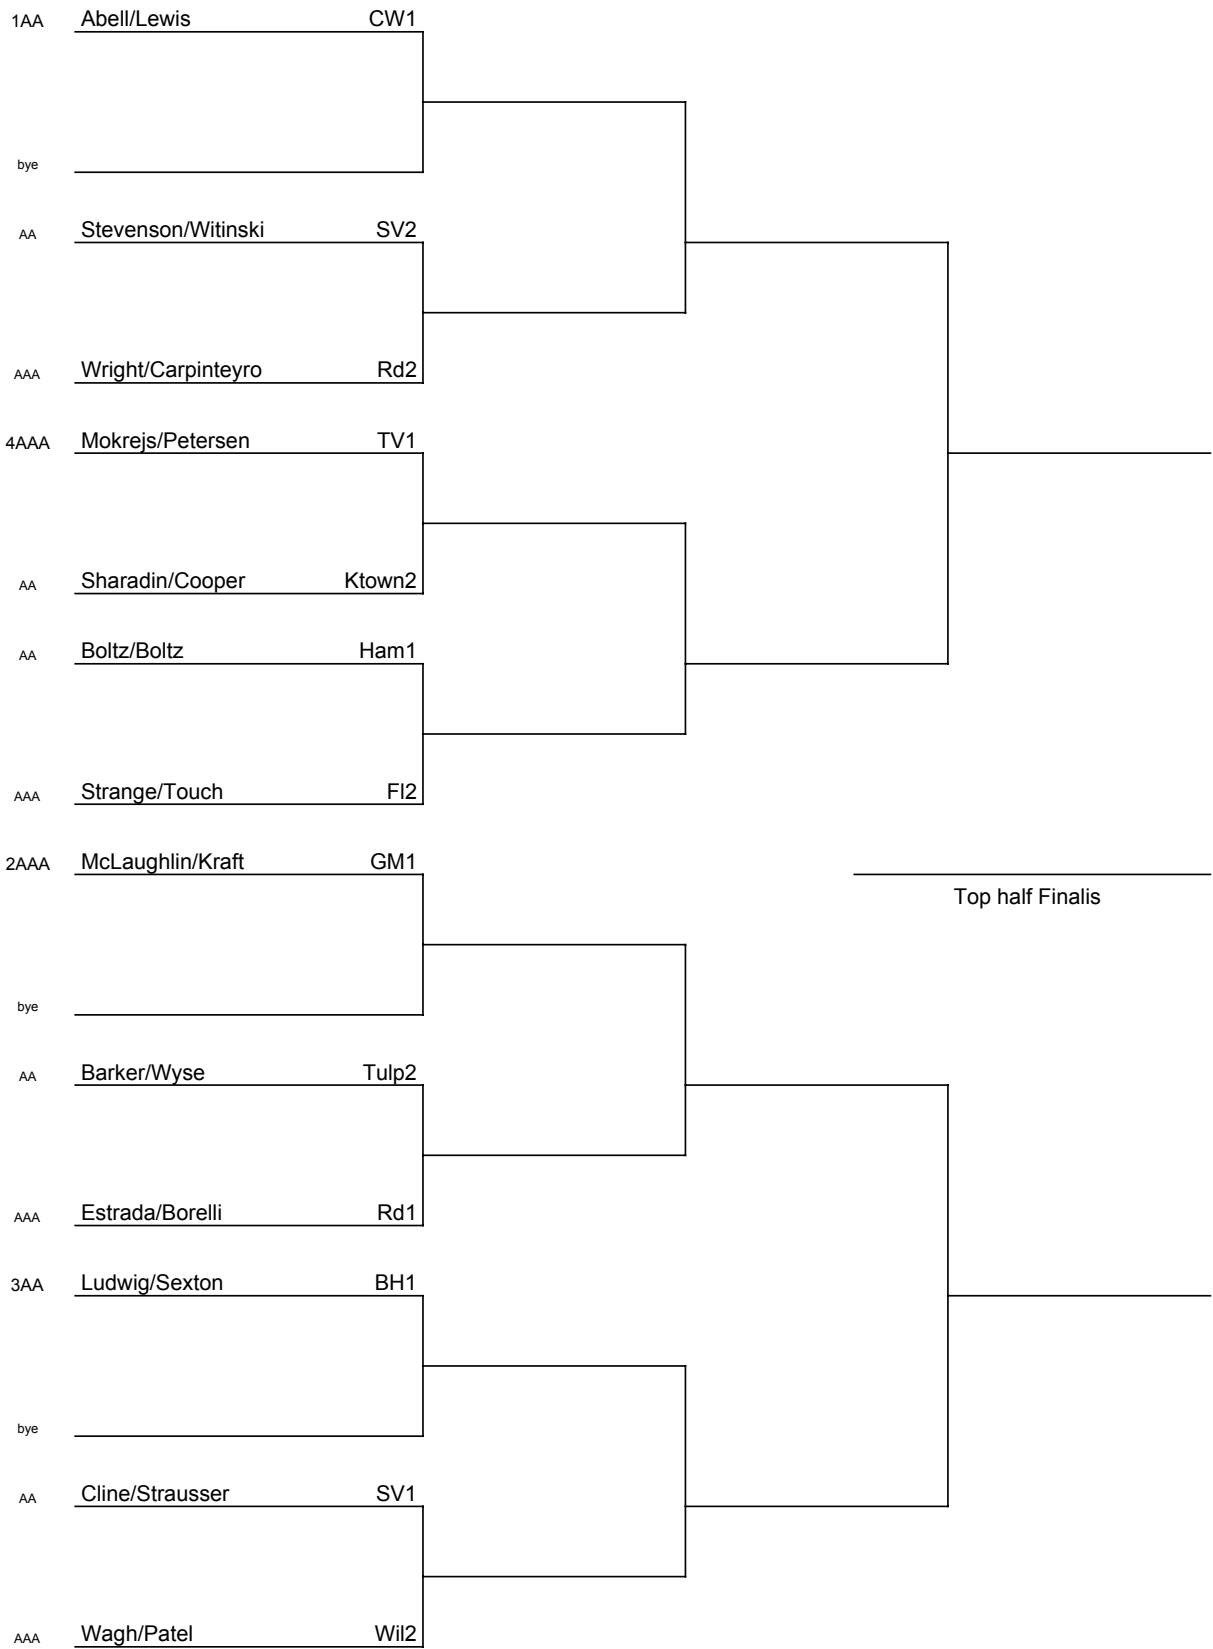 1AA Abell/Lewis CW1
bye
AA Stevenson/Witinski SV2
AAA Wright/Carpinteyro Rd2
4AAA Mokrejs/Petersen TV1
AA Sharadin/Cooper Ktown2
AA Boltz/Boltz Ham1
AAA Strange/Touch Fl2
2AAA McLaughlin/Kraft GM1
Top half Finalis
bye
AA Barker/Wyse Tulp2
AAA Estrada/Borelli Rd1
3AA Ludwig/Sexton BH1
bye
AA Cline/Strausser SV1
AAA Wagh/Patel Wil2